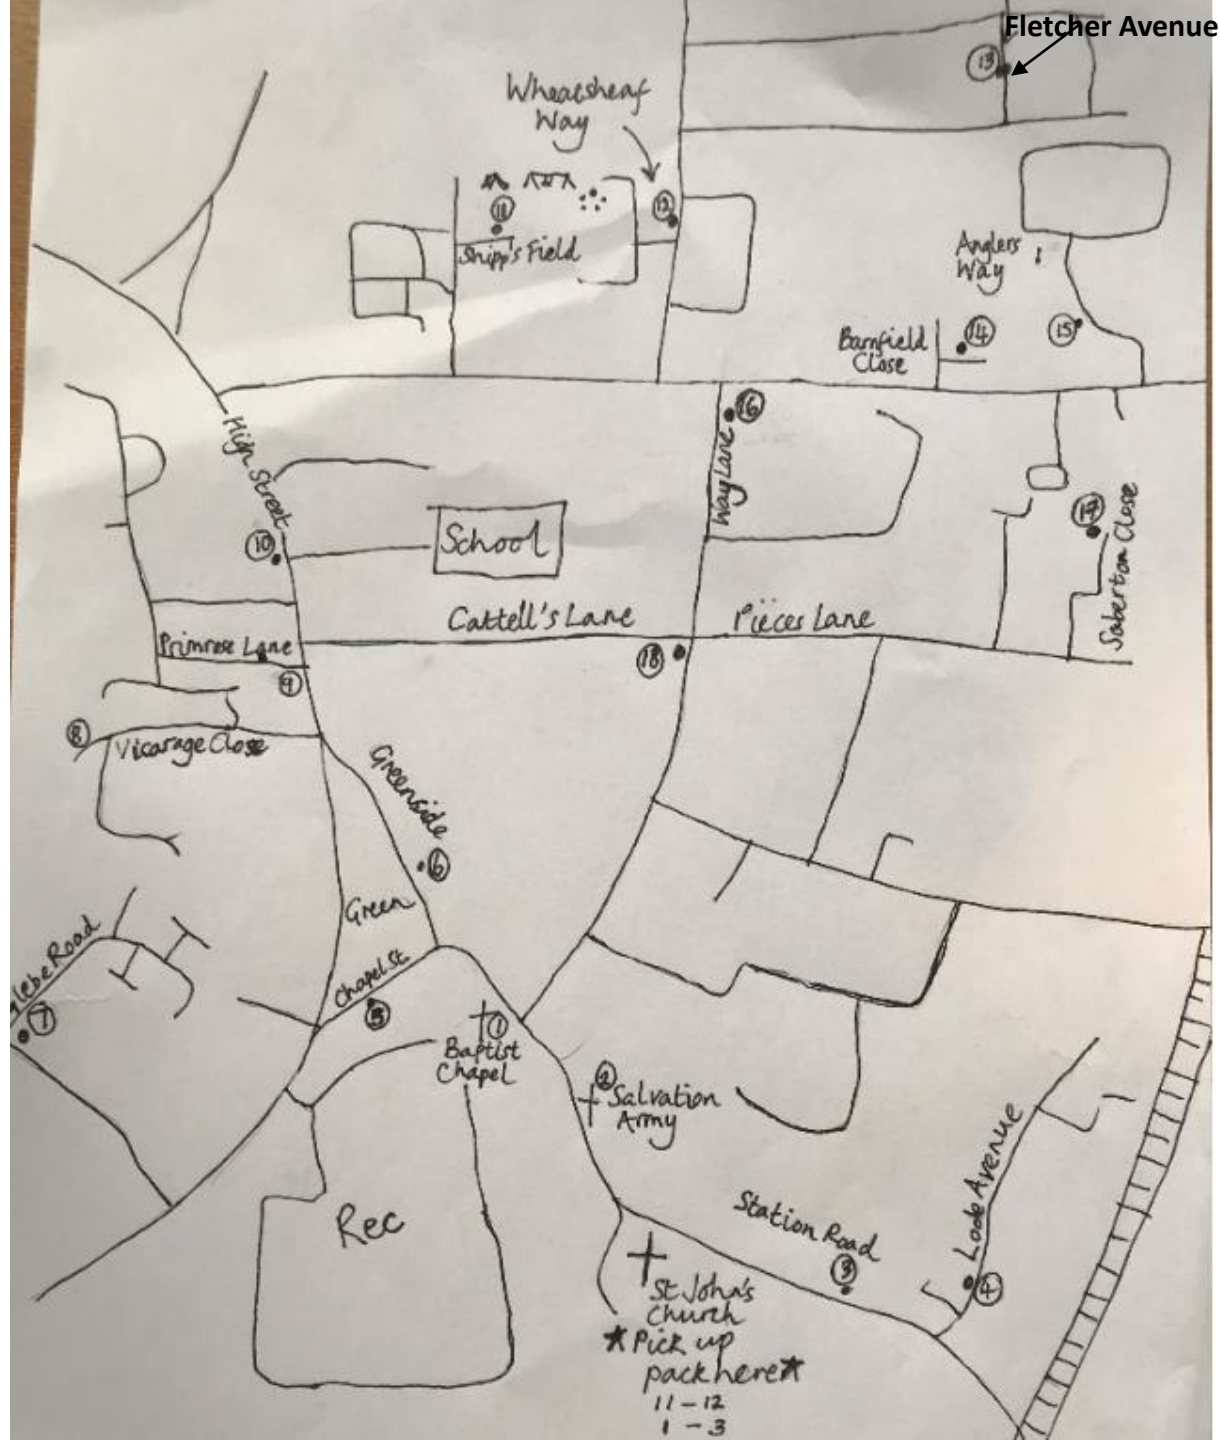 Fletcher Avenue
13
Wheatsheaf
Way
12
11
Shipp's Field
Anglers
Way
Barnfield
Close
14
15
16
High Street
Way Lane
School
10
17
Saberton Close
Cattell's Lane
Pieces Lane
Primrose Lane
18
9
8
Vicarage Close
Greenside
6
Green
lebe Road
7
Chapel St
5
1
Baptist
Chapel
2
Salvation
Army
Lode Avenue
Rec
Station Road
3
4
St John's
Church
★Pick up
pack here★
11 - 12
1 - 3